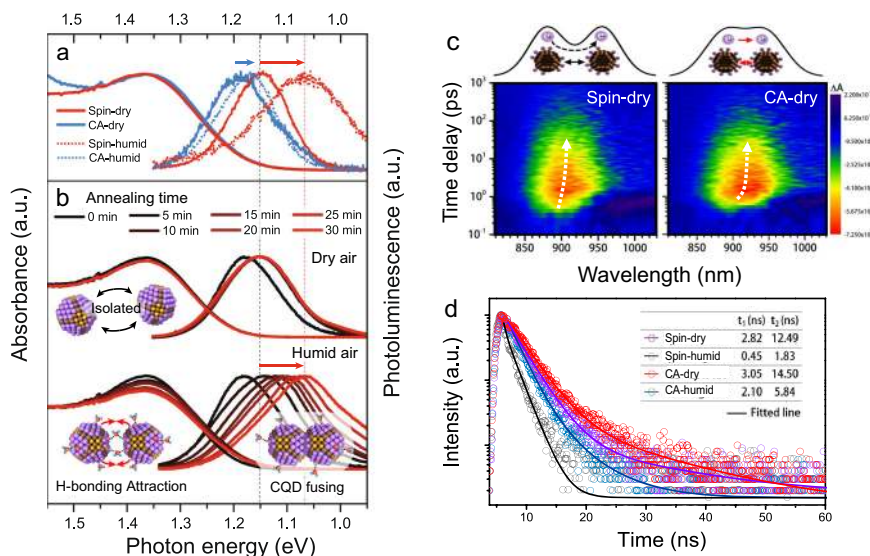 1.5 1.4 1.3 1.2 1.1 1.0
a
Spin-dry
CA-dry
Spin-humid
CA-humid
b
Annealing time
0 min 5 min 15 min 25 min
10 min 20 min 30 min
Dry air
Isolated
Humid air
H-bonding Attraction
CQD fusing
1.5 1.4 1.3 1.2 1.1 1.0
Photon energy (eV)
Absorbance (a.u.)
Photoluminescence (a.u.)
c
Spin-dry
CA-dry
ΔA
10³
10²
10¹
10⁰
10⁻¹
Time delay (ps)
900 1000 900 1000
Wavelength (nm)
d
t₁ (ns) t₂ (ns)
Spin-dry 2.82 12.49
Spin-humid 0.45 1.83
CA-dry 3.05 14.50
CA-humid 2.10 5.84
Fitted line
Intensity (a.u.)
10 20 30 40 50 60
Time (ns)